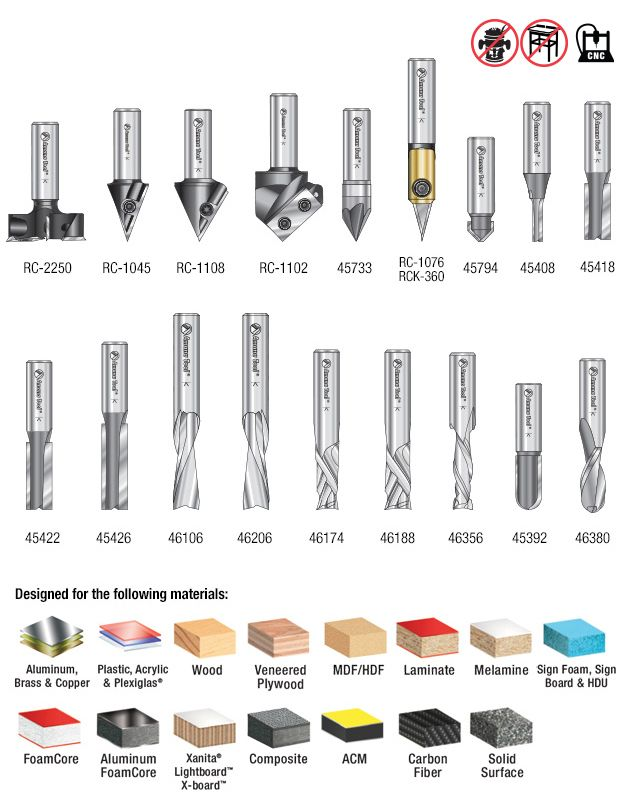 CNC
RC-2250
RC-1045
RC-1108
RC-1102
45733
RC-1076
RCK-360
45794
45408
45418
45422
45426
46106
46206
46174
46188
46356
45392
46380
Designed for the following materials:
Aluminum,
Brass & Copper
Plastic, Acrylic
& Plexiglas®
Wood
Veneered
Plywood
MDF/HDF
Laminate
Melamine
Sign Foam, Sign
Board & HDU
FoamCore
Aluminum
FoamCore
Xanita®
Lightboard™
X-board™
Composite
ACM
Carbon
Fiber
Solid
Surface